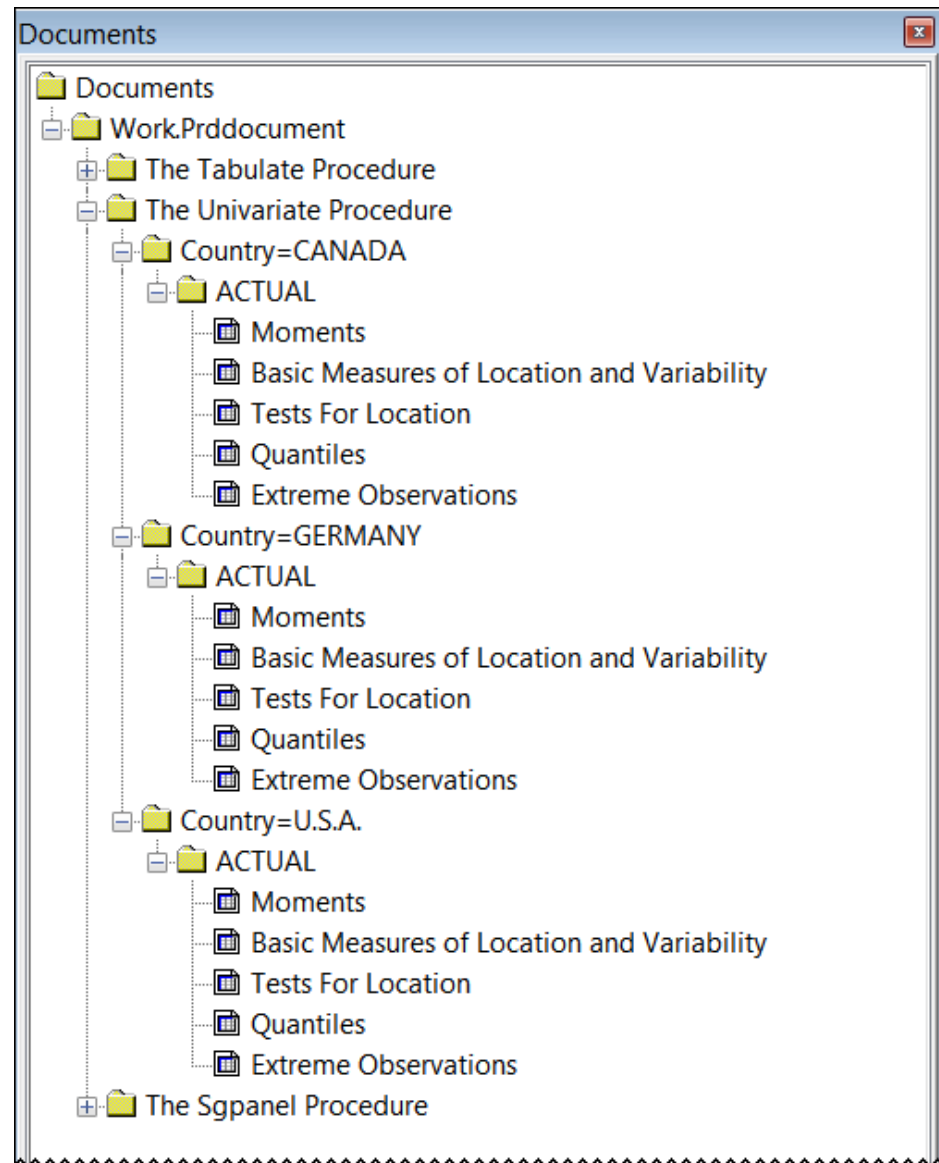 Documents
Documents
Work.Prddocument
The Tabulate Procedure
The Univariate Procedure
Country=CANADA
ACTUAL
Moments
Basic Measures of Location and Variability
Tests For Location
Quantiles
Extreme Observations
Country=GERMANY
ACTUAL
Moments
Basic Measures of Location and Variability
Tests For Location
Quantiles
Extreme Observations
Country=U.S.A.
ACTUAL
Moments
Basic Measures of Location and Variability
Tests For Location
Quantiles
Extreme Observations
The Sgpanel Procedure